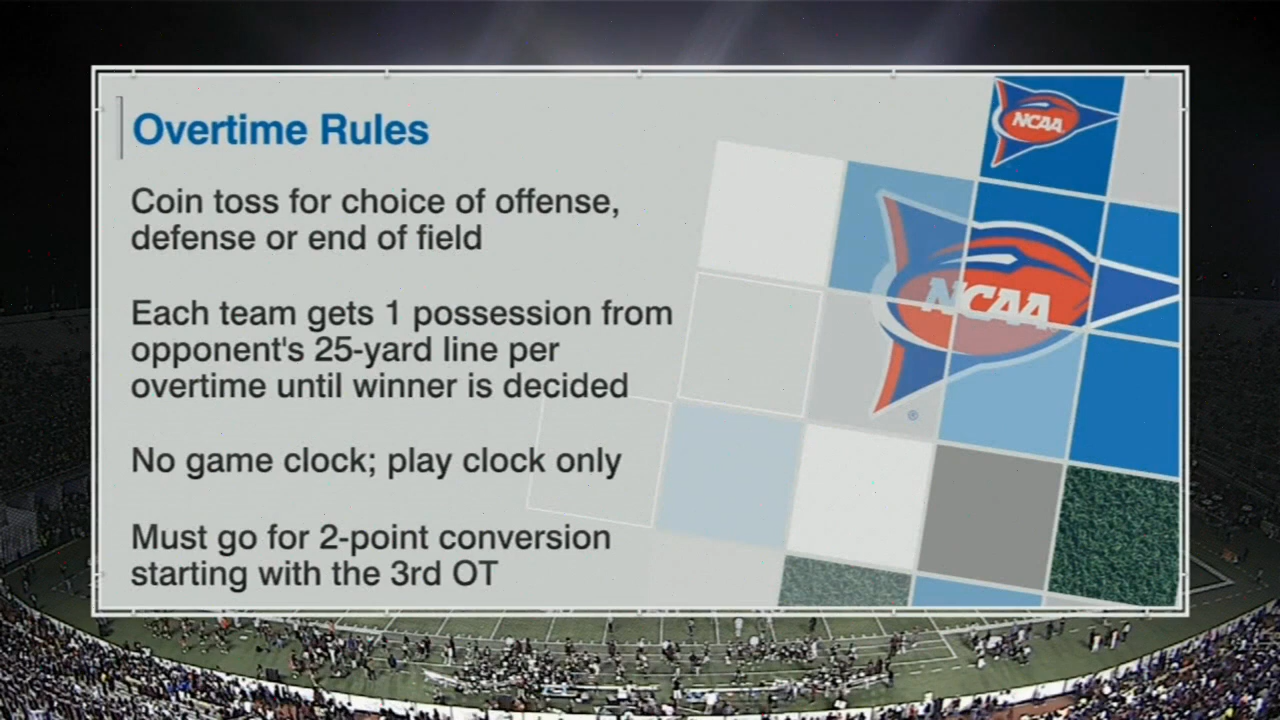 NCAA
Overtime Rules
Coin toss for choice of offense,
defense or end of field
NCAA
Each team gets 1 possession from
opponent's 25-yard line per
overtime until winner is decided
®
No game clock; play clock only
Must go for 2-point conversion
starting with the 3rd OT